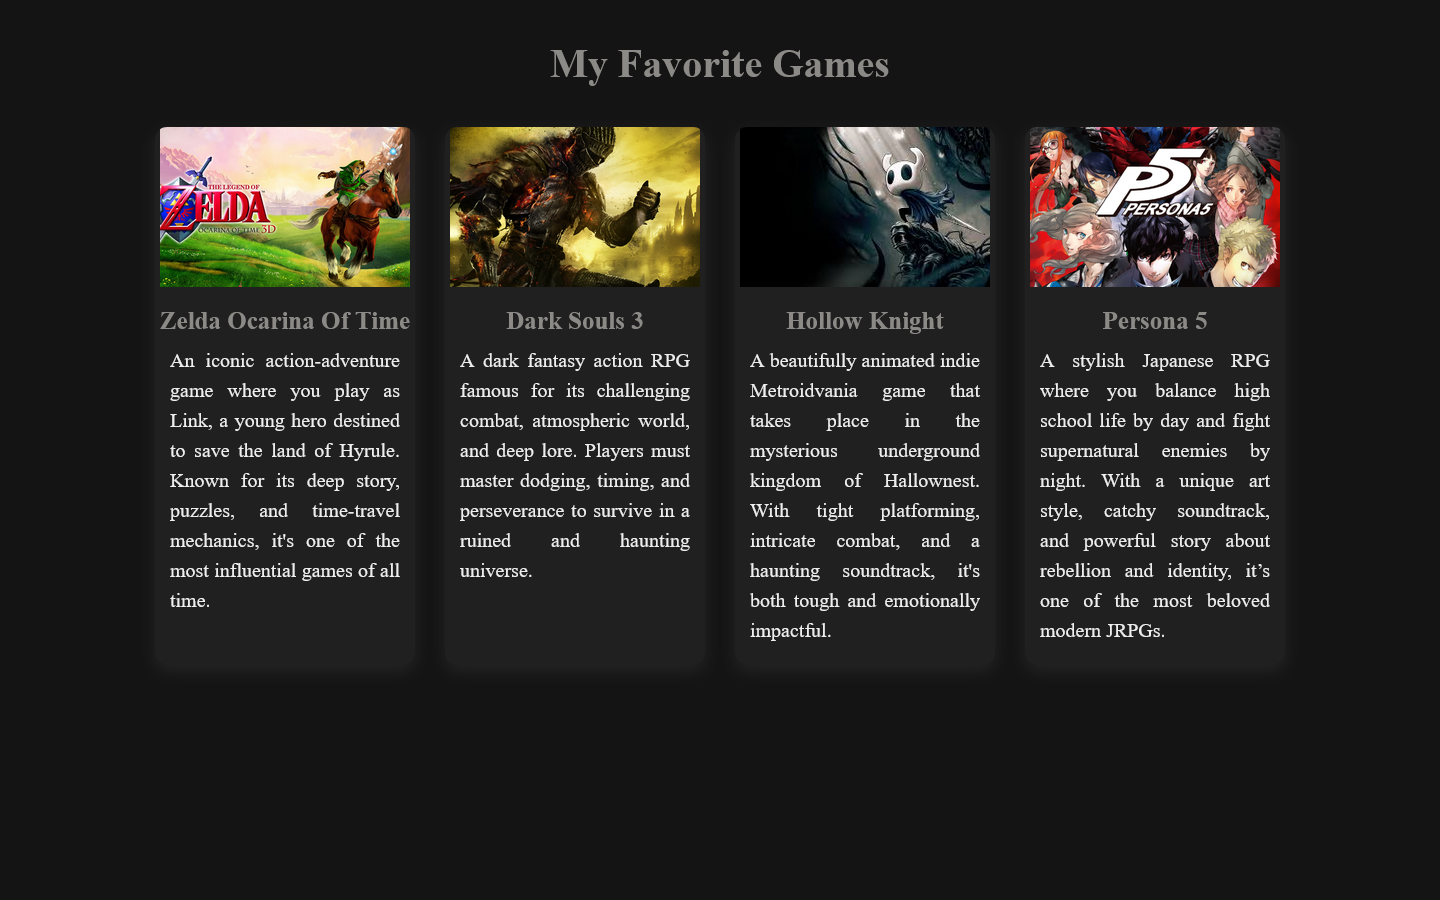 My Favorite Games
THE LEGEND OF
ZELDA
OCARINA OF TIME 3D
P5
PERSONA5
Zelda Ocarina Of Time
An iconic action-adventure
game where you play as
Link, a young hero destined
to save the land of Hyrule.
Known for its deep story,
puzzles, and time-travel
mechanics, it's one of the
most influential games of all
time.
Dark Souls 3
A dark fantasy action RPG
famous for its challenging
combat, atmospheric world,
and deep lore. Players must
master dodging, timing, and
perseverance to survive in a
ruined and haunting
universe.
Hollow Knight
A beautifully animated indie
Metroidvania game that
takes place in the
mysterious underground
kingdom of Hallownest.
With tight platforming,
intricate combat, and a
haunting soundtrack, it's
both tough and emotionally
impactful.
Persona 5
A stylish Japanese RPG
where you balance high
school life by day and fight
supernatural enemies by
night. With a unique art
style, catchy soundtrack,
and powerful story about
rebellion and identity, it’s
one of the most beloved
modern JRPGs.